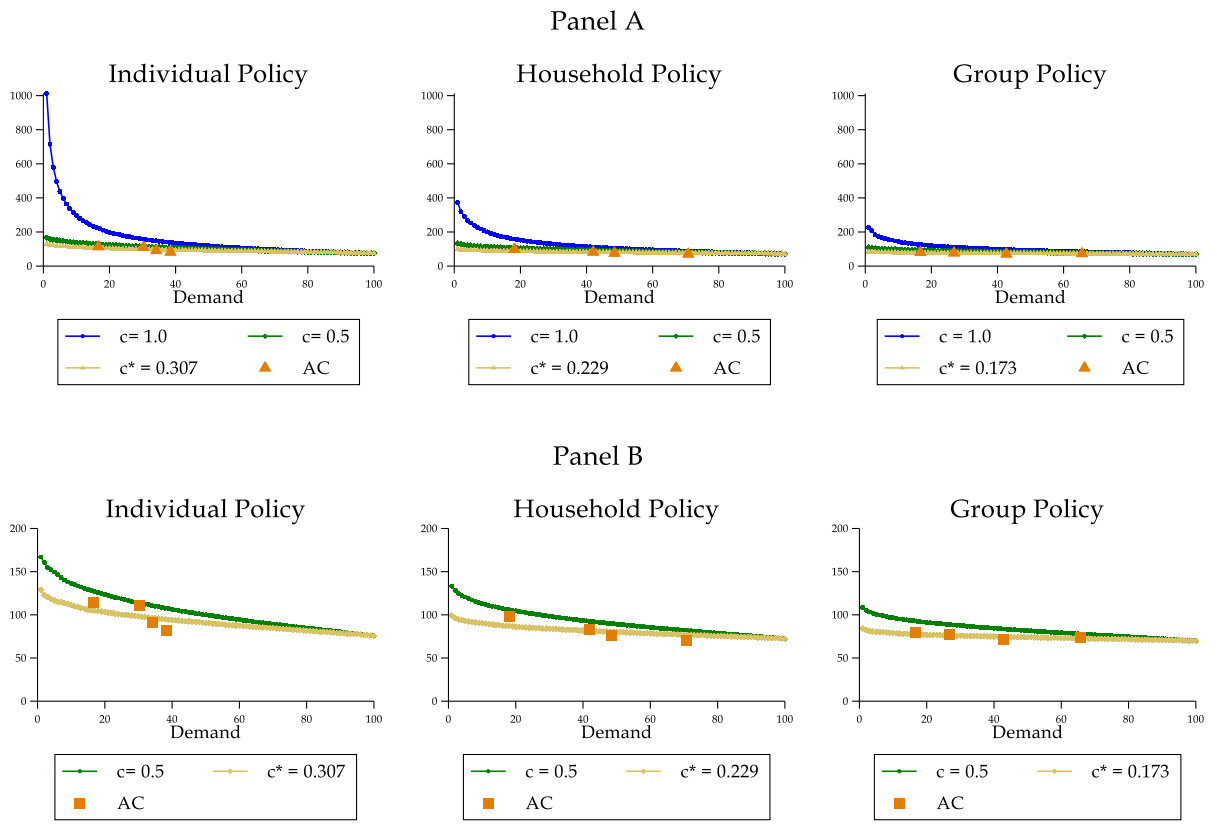 Panel A
Individual Policy
Household Policy
Group Policy
1000
800
600
400
200
0
0 20 40 60 80 100
Demand
1000
800
600
400
200
0
0 20 40 60 80 100
Demand
1000
800
600
400
200
0
0 20 40 60 80 100
Demand
c= 1.0 c= 0.5
c* = 0.307 AC
c= 1.0 c= 0.5
c* = 0.229 AC
c = 1.0 c= 0.5
c* = 0.173 AC
Panel B
Individual Policy
Household Policy
Group Policy
200
150
100
50
0
0 20 40 60 80 100
Demand
200
150
100
50
0
0 20 40 60 80 100
Demand
200
150
100
50
0
0 20 40 60 80 100
Demand
c= 0.5 c* = 0.307
AC
c = 0.5 c* = 0.229
AC
c = 0.5 c* = 0.173
AC